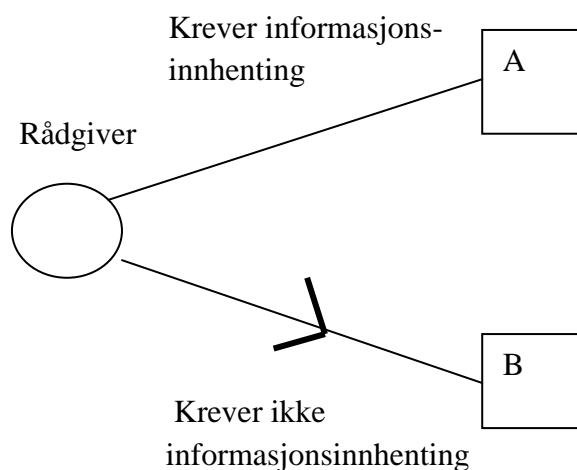 Krever informasjons-
innhenting
A
Rådgiver
B
Krever ikke
informasjonsinnhenting